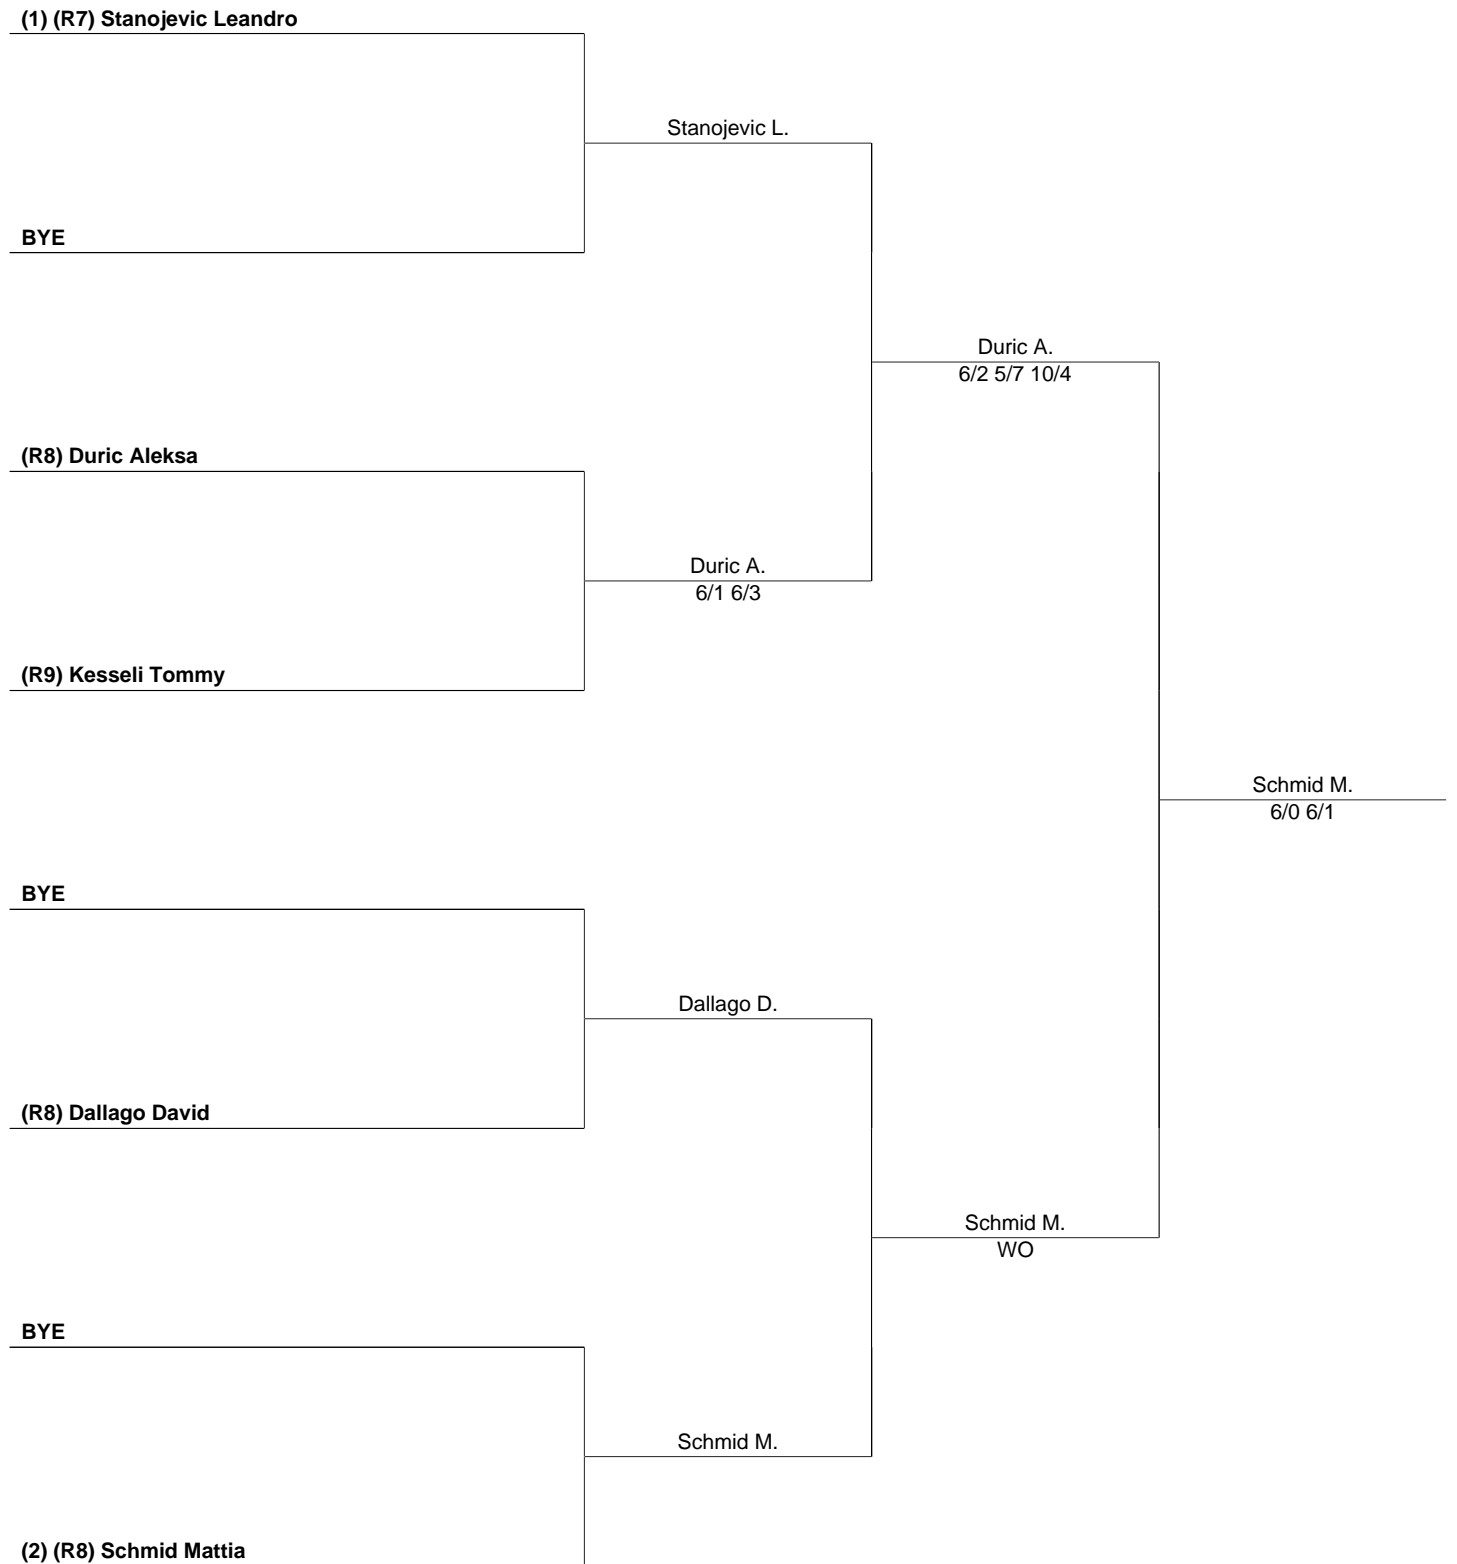 (1) (R7) Stanojevic Leandro
Stanojevic L.
BYE
Duric A.
6/2 5/7 10/4
(R8) Duric Aleksa
Duric A.
6/1 6/3
(R9) Kesseli Tommy
Schmid M.
6/0 6/1
BYE
Dallago D.
(R8) Dallago David
Schmid M.
WO
BYE
Schmid M.
(2) (R8) Schmid Mattia